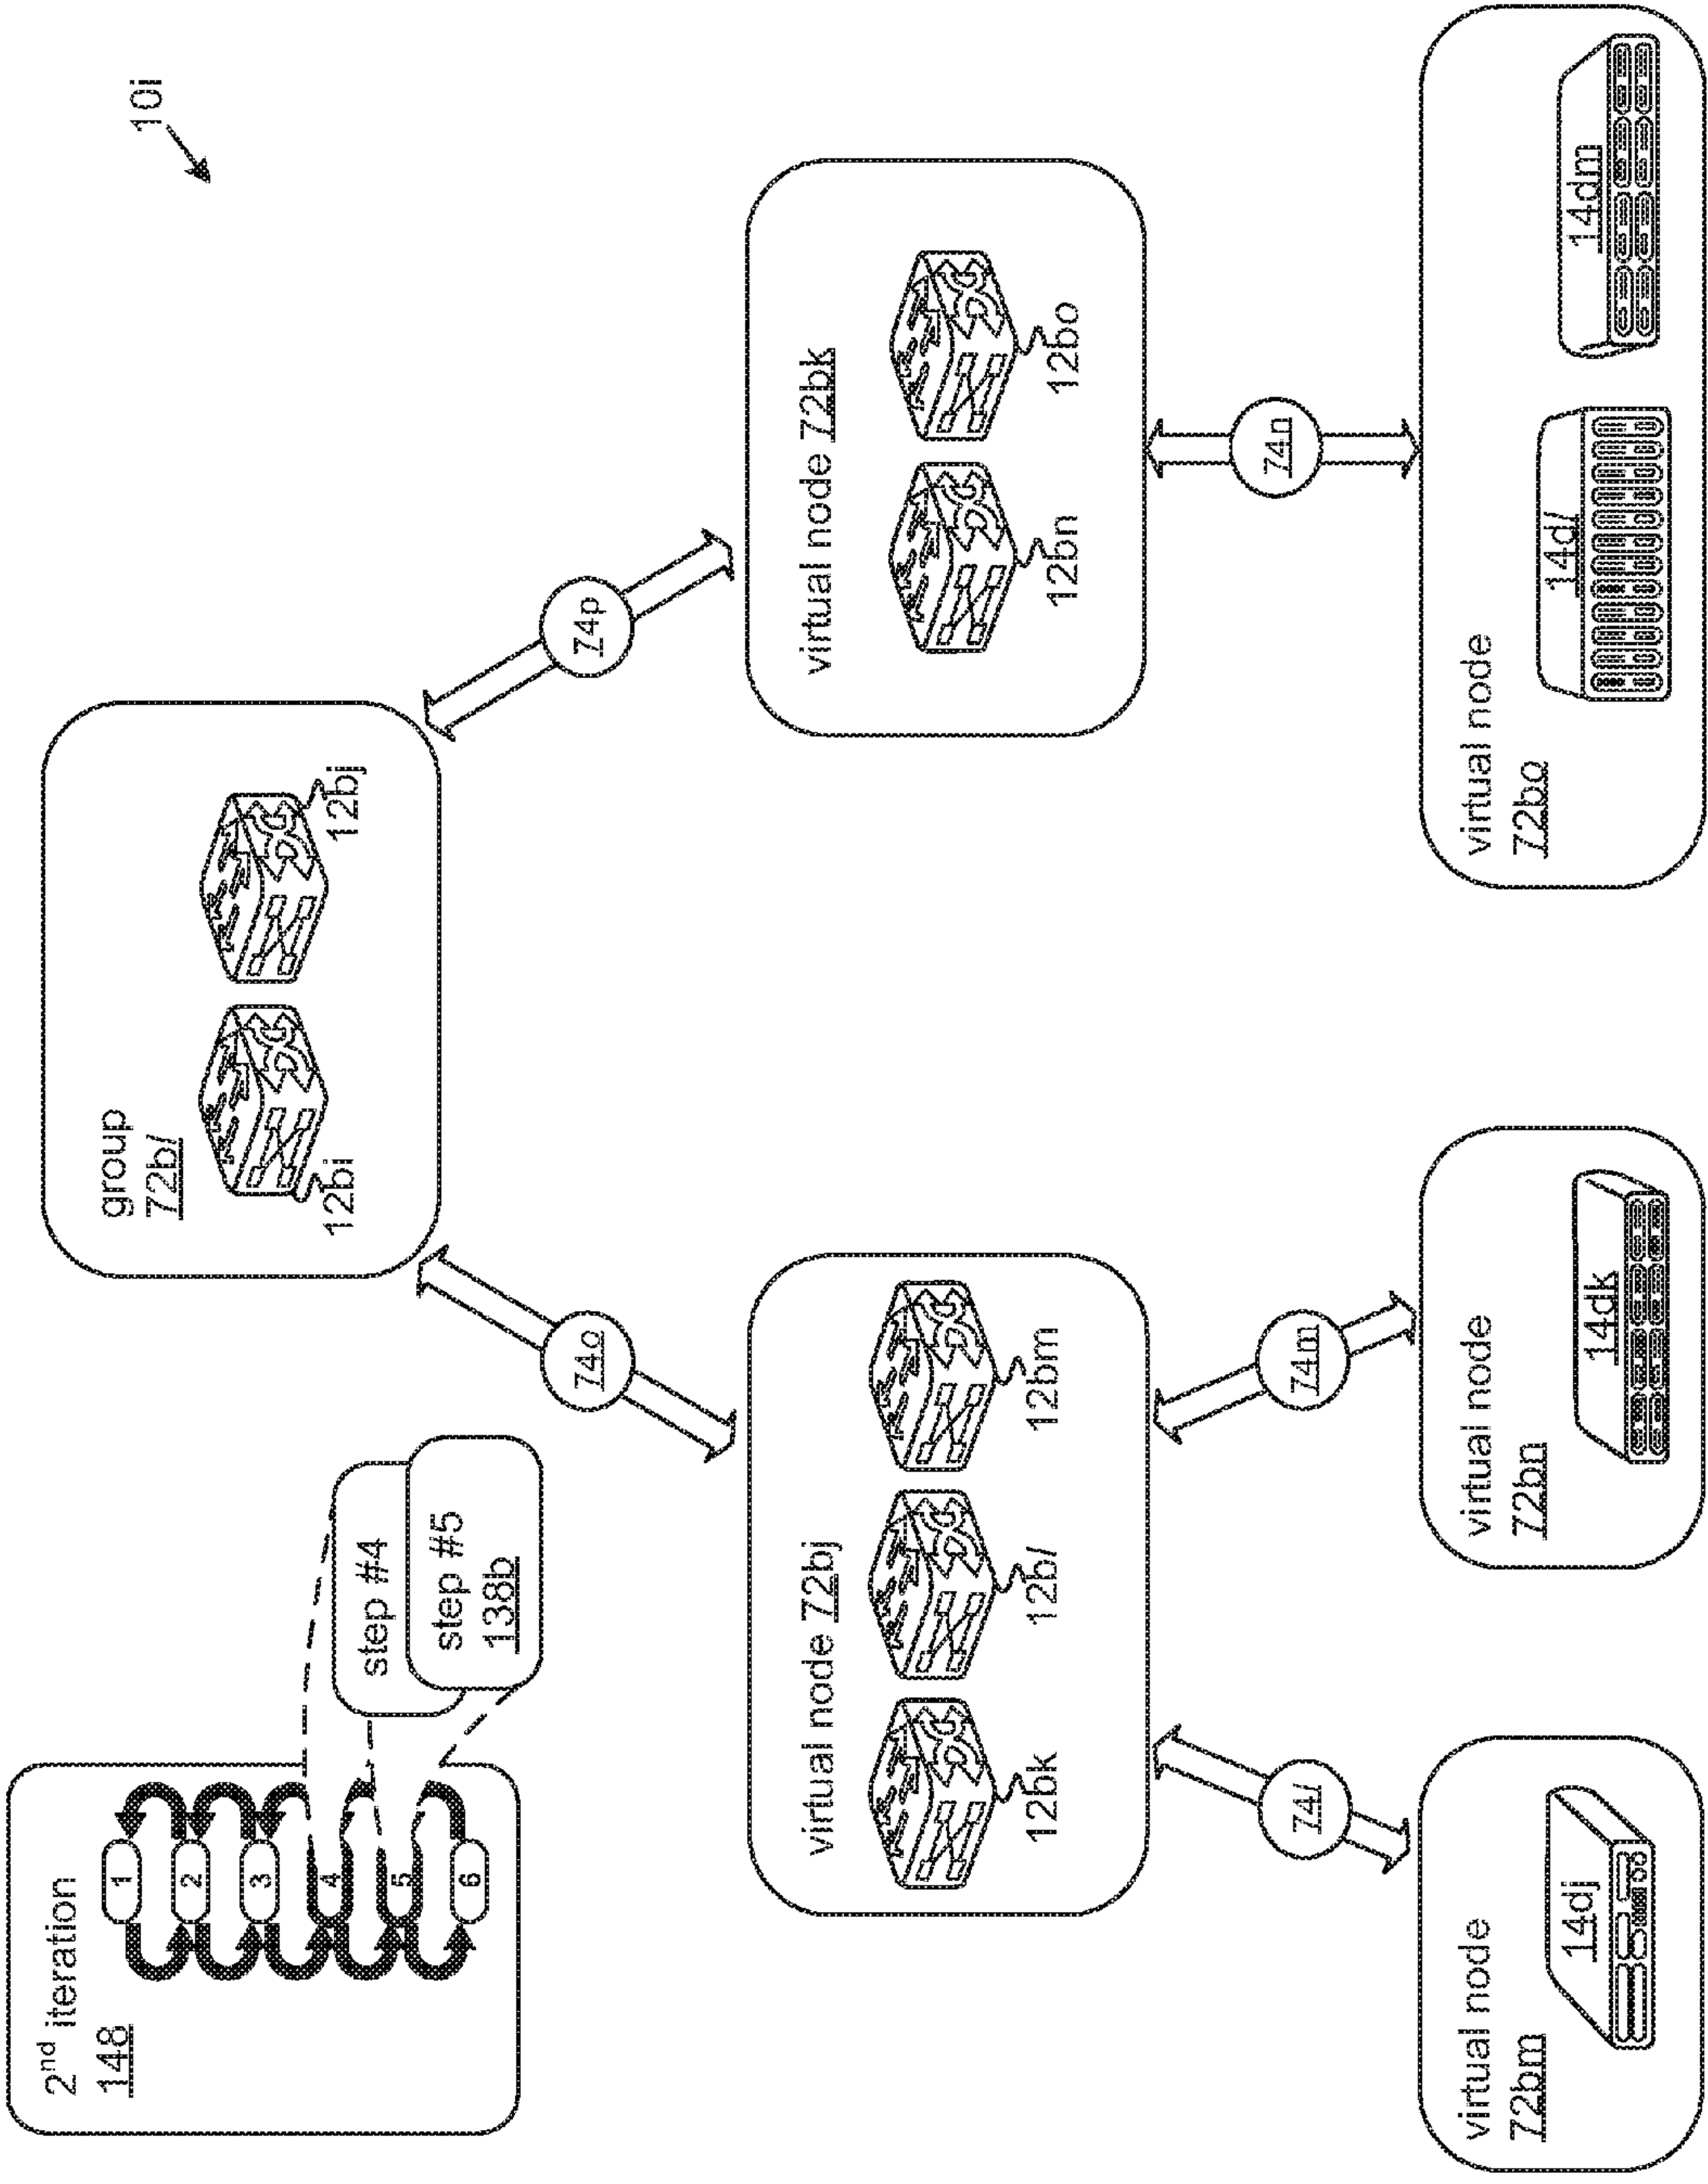 10i
2nd iteration
148
1
2
3
4
5
6
step #4
step #5
138b
group
72bl
12bi
12bj
74o
74p
virtual node 72bj
12bk
12bl
12bm
virtual node 72bk
12bn
12bo
74l
74m
74n
virtual node
72bm
14dj
virtual node
72bn
14dk
virtual node
72bo
14dl
14dm